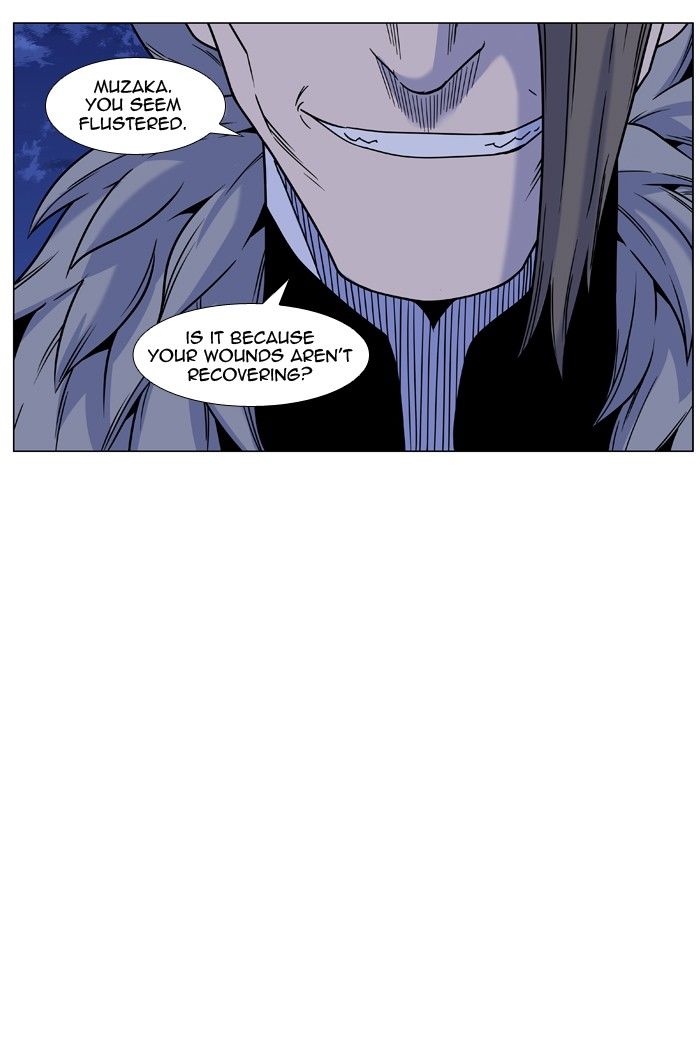 MUZAKA.
YOU SEEM
FLUSTERED.
IS IT BECAUSE
YOUR WOUNDS AREN'T
RECOVERING?